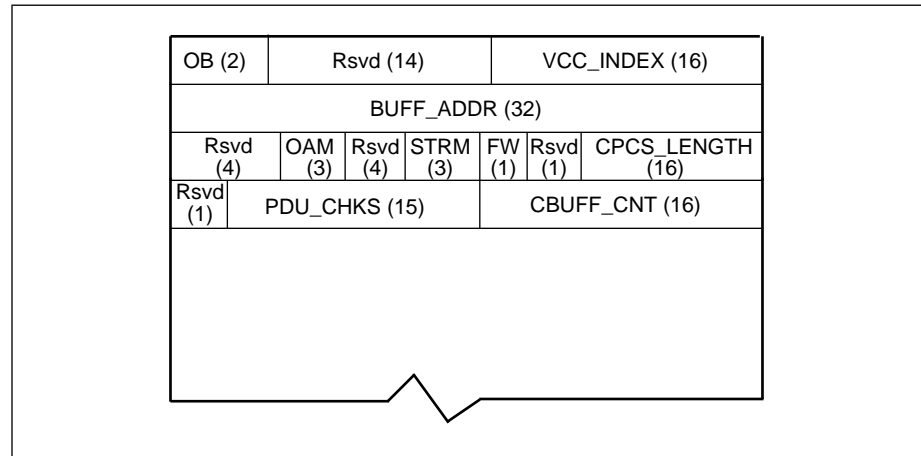 OB (2) Rsvd (14) VCC_INDEX (16)
BUFF_ADDR (32)
Rsvd (4) OAM (3) Rsvd (4) STRM (3) FW (1) Rsvd (1) CPCS_LENGTH (16)
Rsvd (1) PDU_CHKS (15) CBUFF_CNT (16)